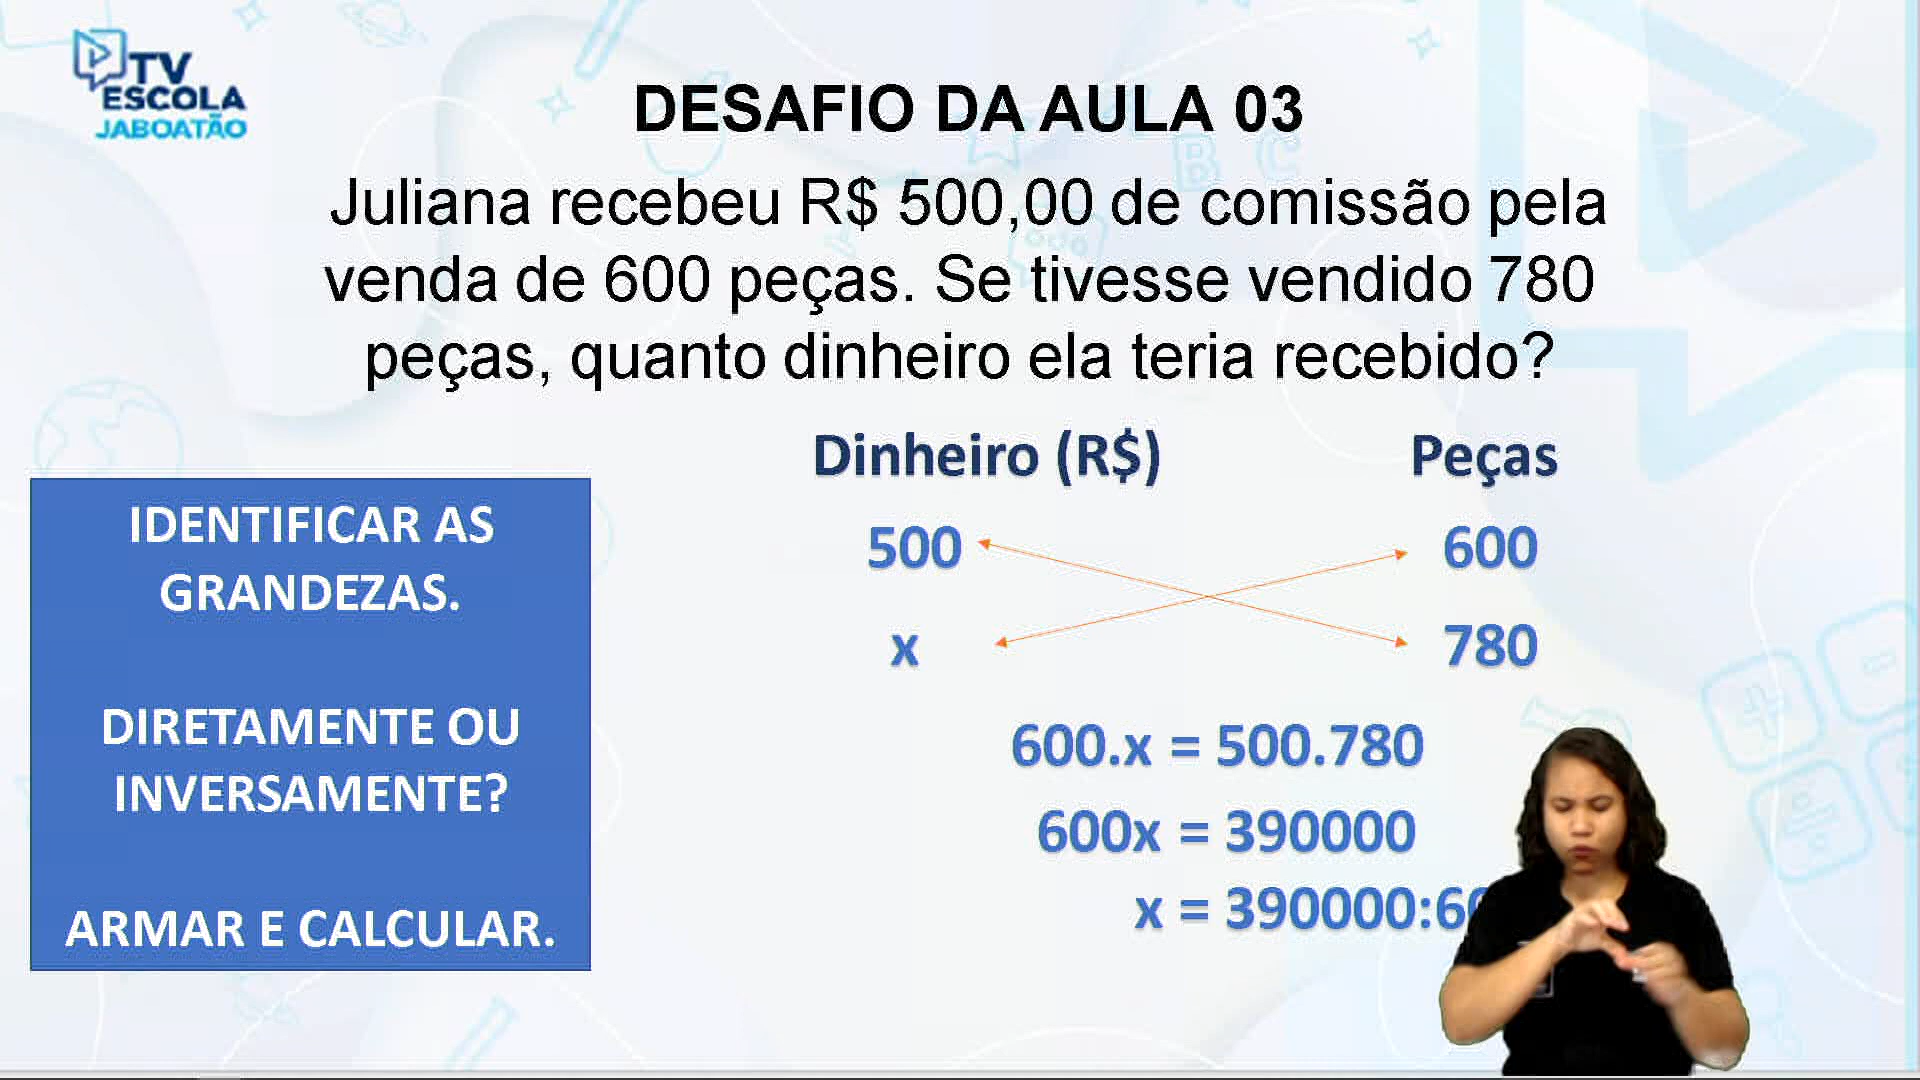 TV
ESCOLA
JABOATÃO
DESAFIO DA AULA 03
Juliana recebeu R$ 500,00 de comissão pela
venda de 600 peças. Se tivesse vendido 780
peças, quanto dinheiro ela teria recebido?
Dinheiro (R$) Peças
500 600
x 780
600.x = 500.780
600x = 390000
x = 390000:6
IDENTIFICAR AS
GRANDEZAS.
DIRETAMENTE OU
INVERSAMENTE?
ARMAR E CALCULAR.